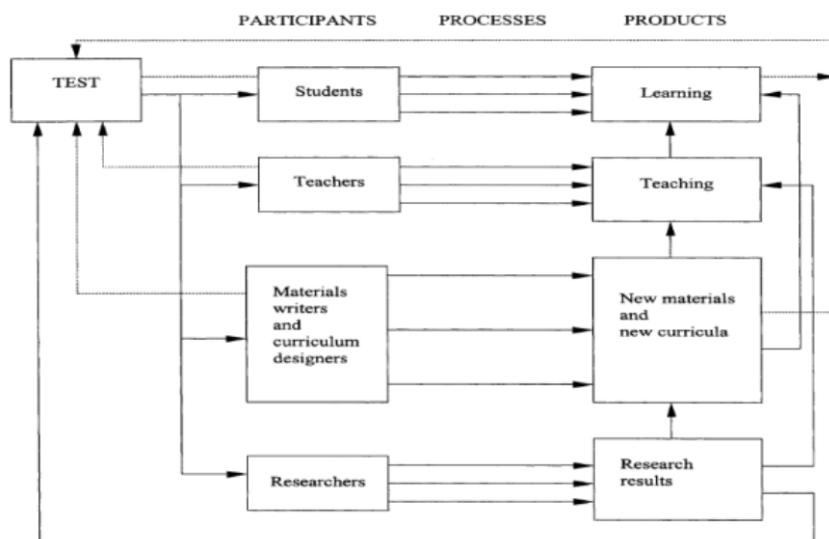 PARTICIPANTS PROCESSES PRODUCTS
TEST
Students
Learning
Teachers
Teaching
Materials
writers
and
curriculum
designers
New materials
and
new curricula
Researchers
Research
results